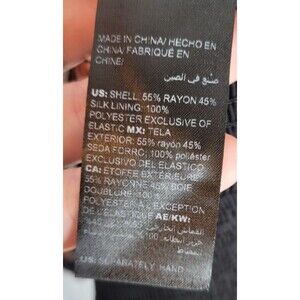 MADE IN CHINA/ HECHO EN
CHINA/ FABRIQUÉ EN
CHINE/
صنع في الصين
US: SHELL: 55% RAYON 45%
SILK LINING: 100%
POLYESTER EXCLUSIVE OF
ELASTIC MX: TELA
EXTERIOR: 55% rayón 45%
SEDA FORRO: 100% poliéster
EXCLUSIVO DEL ELASTICO
CA: ÉTOFFE EXTÉRIEURE
55% RAYONNE 45% SOIE
DOUBLURE 100%
POLYESTER À L'EXCEPTION
DE L'ÉLASTIQUE AE/KW:
SEPARATELY HAND